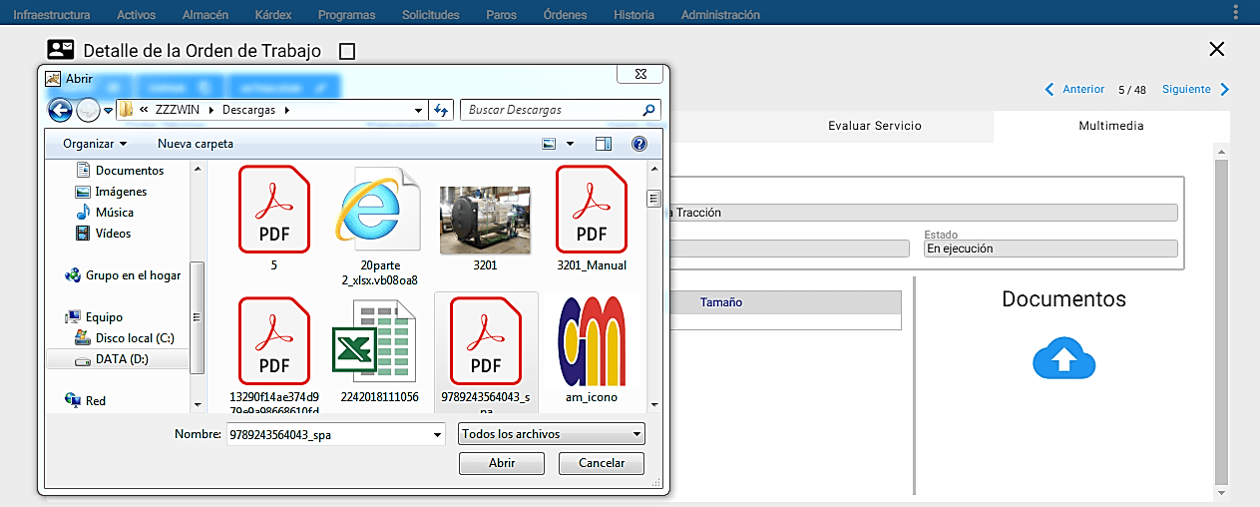 Infraestructura Activos Almacén Kárdex Programas Solicitudes Paros Órdenes Historia Administración
Detalle de la Orden de Trabajo
Abrir
Anterior 5 / 48 Siguiente
« ZZZWIN Descargas
Buscar Descargas
Evaluar Servicio Multimedia
Organizar Nueva carpeta
Documentos
Imágenes
Música
Vídeos
Grupo en el hogar
Equipo
Disco local (C:)
DATA (D:)
Red
PDF
PDF
5
20parte
2_xlsx.vb08oa8
3201
3201_Manual
PDF
PDF
13290f14ae374d9
79e9a98668610fd
2242018111056
9789243564043_s
pa
am_icono
Nombre: 9789243564043_spa
Todos los archivos
Abrir Cancelar
a Tracción
Estado
En ejecución
Tamaño
Documentos